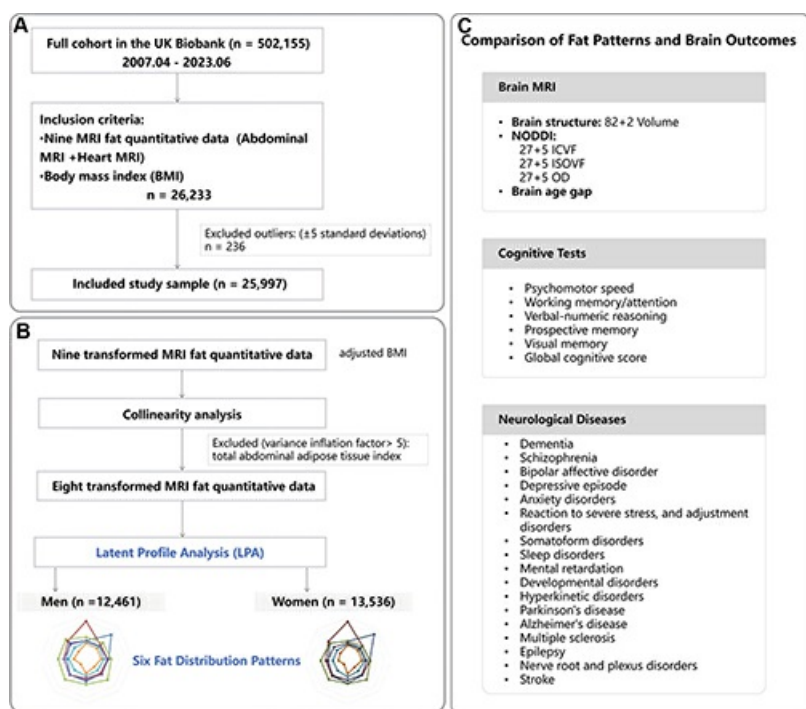 A
Full cohort in the UK Biobank (n = 502,155)
2007.04 - 2023.06
Inclusion criteria:
•Nine MRI fat quantitative data (Abdominal
MRI +Heart MRI)
•Body mass index (BMI)
n = 26,233
Excluded outliers: (±5 standard deviations)
n = 236
Included study sample (n = 25,997)
B
Nine transformed MRI fat quantitative data
adjusted BMI
Collinearity analysis
Excluded (variance inflation factor> 5):
total abdominal adipose tissue index
Eight transformed MRI fat quantitative data
Latent Profile Analysis (LPA)
Men (n =12,461)
Women (n = 13,536)
Six Fat Distribution Patterns
C
Comparison of Fat Patterns and Brain Outcomes
Brain MRI
• Brain structure: 82+2 Volume
• NODDI:
27+5 ICVF
27+5 ISOVF
27+5 OD
• Brain age gap
Cognitive Tests
• Psychomotor speed
• Working memory/attention
• Verbal-numeric reasoning
• Prospective memory
• Visual memory
• Global cognitive score
Neurological Diseases
• Dementia
• Schizophrenia
• Bipolar affective disorder
• Depressive episode
• Anxiety disorders
• Reaction to severe stress, and adjustment
disorders
• Somatoform disorders
• Sleep disorders
• Mental retardation
• Developmental disorders
• Hyperkinetic disorders
• Parkinson's disease
• Alzheimer's disease
• Multiple sclerosis
• Epilepsy
• Nerve root and plexus disorders
• Stroke